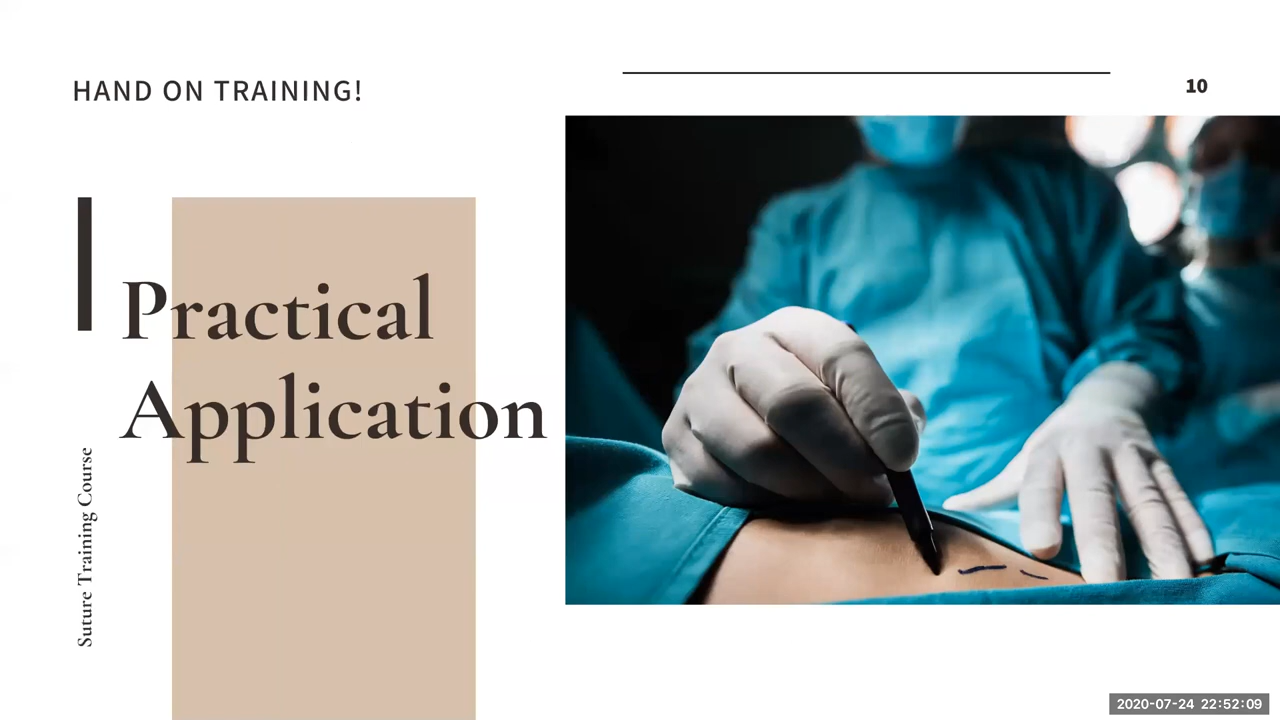 HAND ON TRAINING!
10
Practical
Application
Suture Training Course
2020-07-24 22:52:09